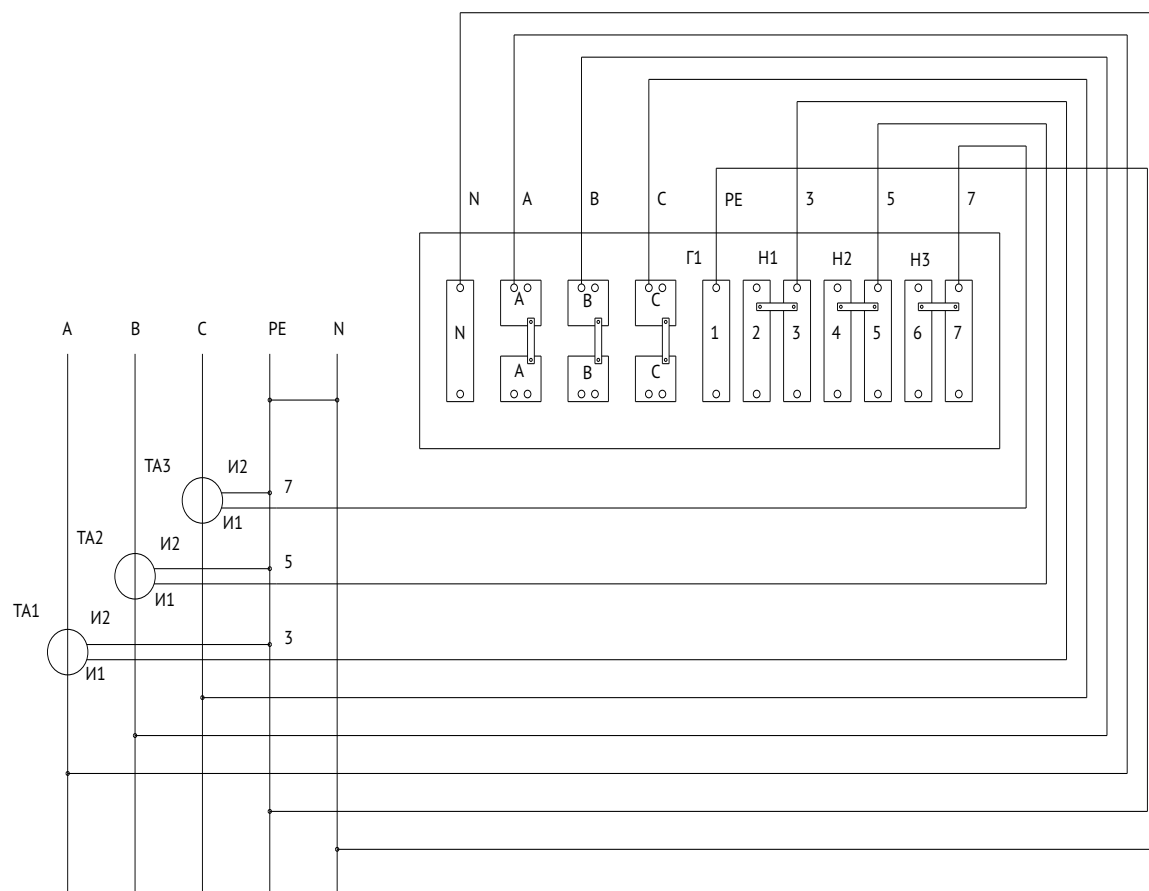 N A B C PE 3 5 7
Г1 Н1 Н2 Н3
A B C
N 1 2 3 4 5 6 7
A B C
A B C PE N
TA3 И2 7
И1
TA2 И2 5
И1
TA1 И2 3
И1